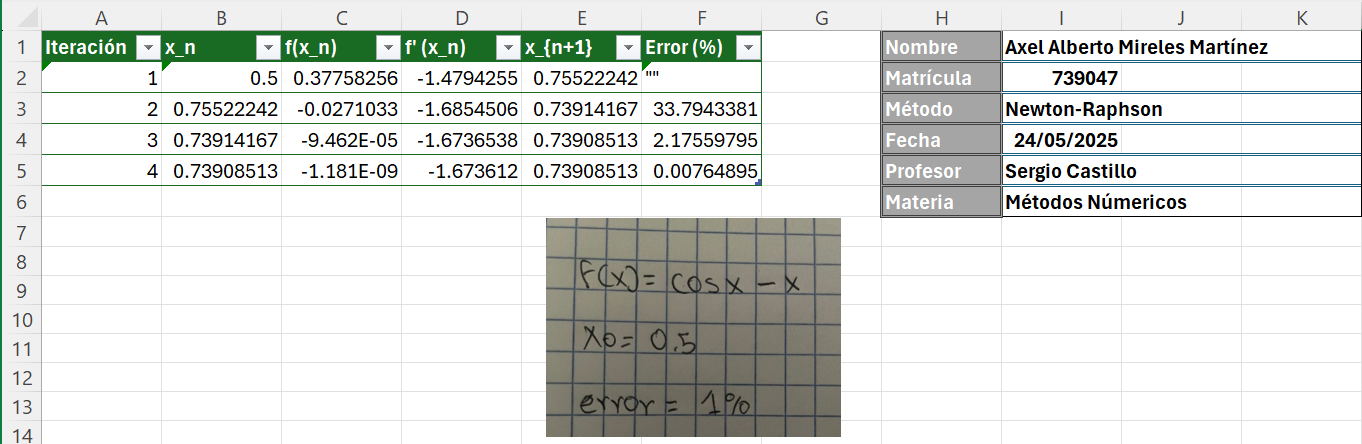 A B C D E F G H I J K
1 Iteración x_n f(x_n) f' (x_n) x_{n+1} Error (%) Nombre Axel Alberto Mireles Martínez
2 1 0.5 0.37758256 -1.4794255 0.75522242 "" Matrícula 739047
3 2 0.75522242 -0.0271033 -1.6854506 0.73914167 33.7943381 Método Newton-Raphson
4 3 0.73914167 -9.462E-05 -1.6736538 0.73908513 2.17559795 Fecha 24/05/2025
5 4 0.73908513 -1.181E-09 -1.673612 0.73908513 0.00764895 Profesor Sergio Castillo
6 Materia Métodos Númericos
7
8
F(x)= cosx - x
9
10
11
x0= 0.5
12
13
error = 1%
14